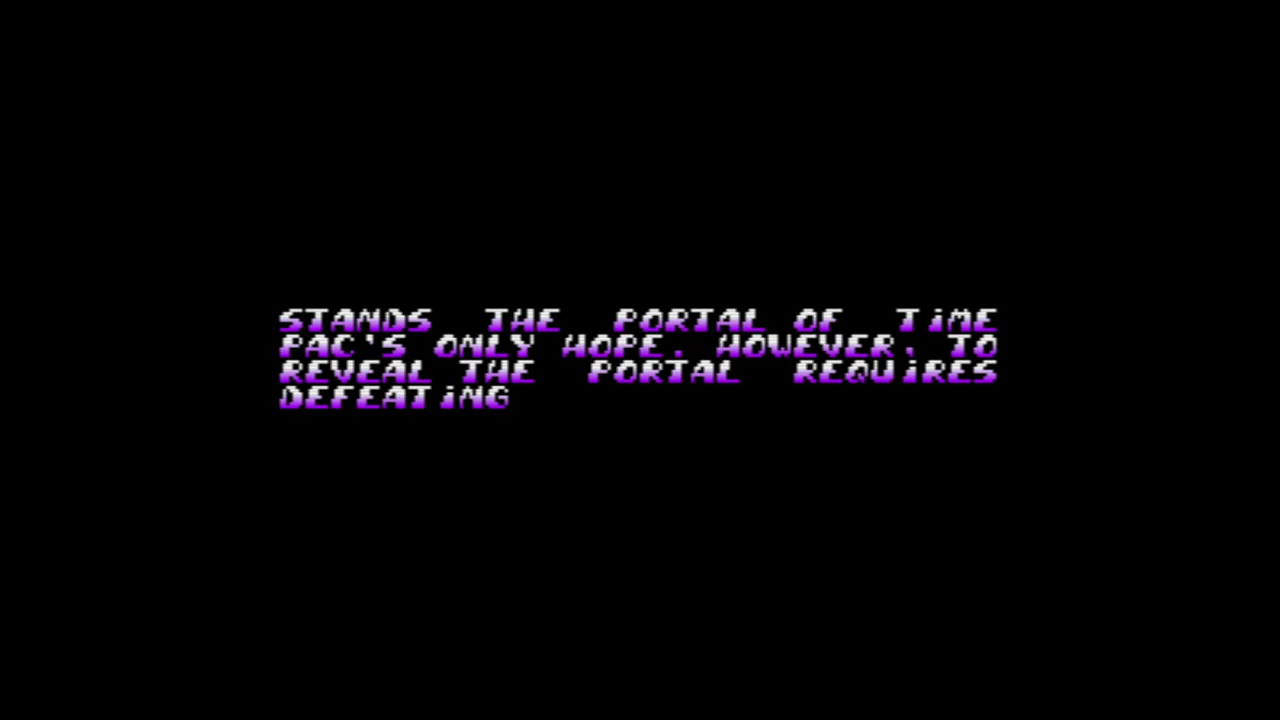 STANDS THE PORTAL OF TiME
PAC'S ONLY HOPE. HOWEVER, TO
REVEAL THE PORTAL REQUiRES
DEFEATiNG